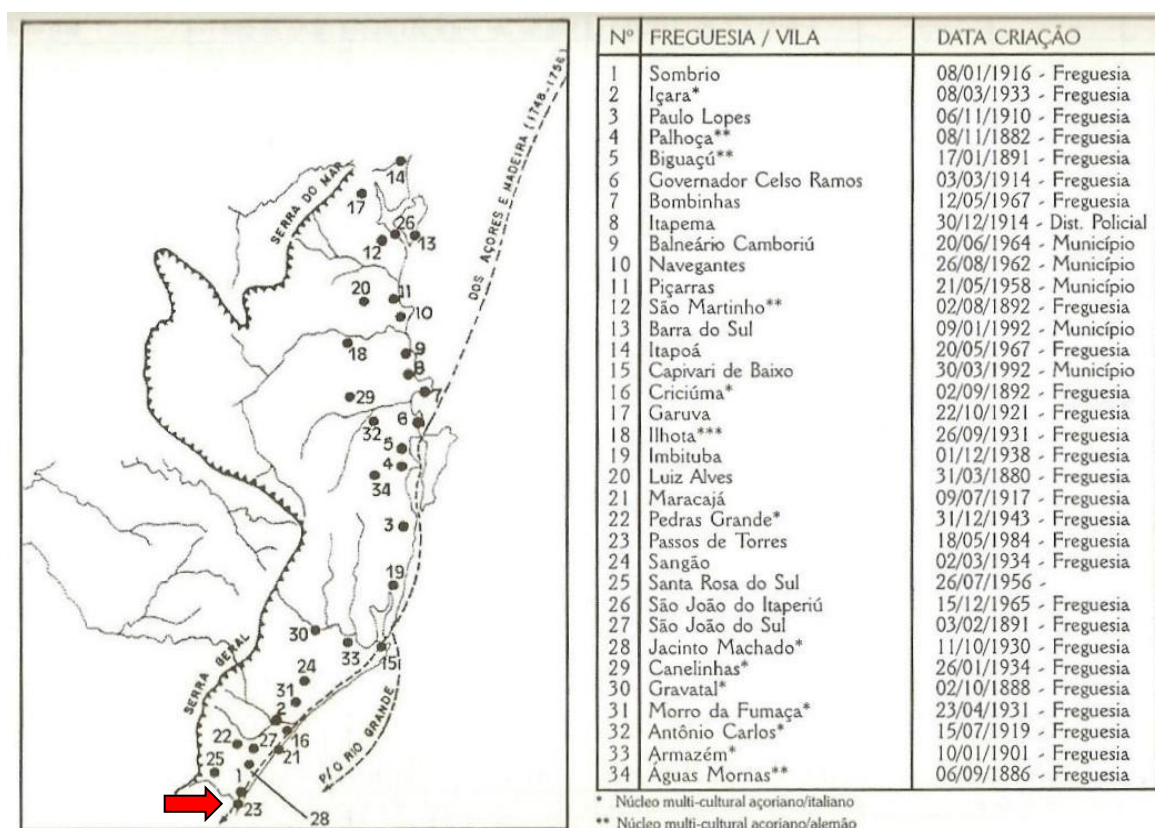 SERRA DO MAR
SERRA GERAL
DOS AÇORES E MADEIRA (1748-1756)
P/ O RIO GRANDE
14
17
26
12
13
20
11
10
18
9
8
7
29
32
6
5
4
34
3
19
30
33
15
24
31
2
16
22
27
21
25
1
23
28
Nº FREGUESIA / VILA DATA CRIAÇÃO
1 Sombrio 08/01/1916 - Freguesia
2 Içara* 08/03/1933 - Freguesia
3 Paulo Lopes 06/11/1910 - Freguesia
4 Palhoça** 08/11/1882 - Freguesia
5 Biguaçú** 17/01/1891 - Freguesia
6 Governador Celso Ramos 03/03/1914 - Freguesia
7 Bombinhas 12/05/1967 - Freguesia
8 Itapema 30/12/1914 - Dist. Policial
9 Balneário Camboriú 20/06/1964 - Município
10 Navegantes 26/08/1962 - Município
11 Piçarras 21/05/1958 - Município
12 São Martinho** 02/08/1892 - Freguesia
13 Barra do Sul 09/01/1992 - Município
14 Itapoá 20/05/1967 - Freguesia
15 Capivari de Baixo 30/03/1992 - Município
16 Criciúma* 02/09/1892 - Freguesia
17 Garuva 22/10/1921 - Freguesia
18 Ilhota*** 26/09/1931 - Freguesia
19 Imbituba 01/12/1938 - Freguesia
20 Luiz Alves 31/03/1880 - Freguesia
21 Maracajá 09/07/1917 - Freguesia
22 Pedras Grande* 31/12/1943 - Freguesia
23 Passos de Torres 18/05/1984 - Freguesia
24 Sangão 02/03/1934 - Freguesia
25 Santa Rosa do Sul 26/07/1956 -
26 São João do Itaperiú 15/12/1965 - Freguesia
27 São João do Sul 03/02/1891 - Freguesia
28 Jacinto Machado* 11/10/1930 - Freguesia
29 Canelinhas* 26/01/1934 - Freguesia
30 Gravatal* 02/10/1888 - Freguesia
31 Morro da Fumaça* 23/04/1931 - Freguesia
32 Antônio Carlos* 15/07/1919 - Freguesia
33 Armazém* 10/01/1901 - Freguesia
34 Águas Mornas** 06/09/1886 - Freguesia
* Núcleo multi-cultural açoriano/italiano
** Núcleo multi-cultural açoriano/alemão